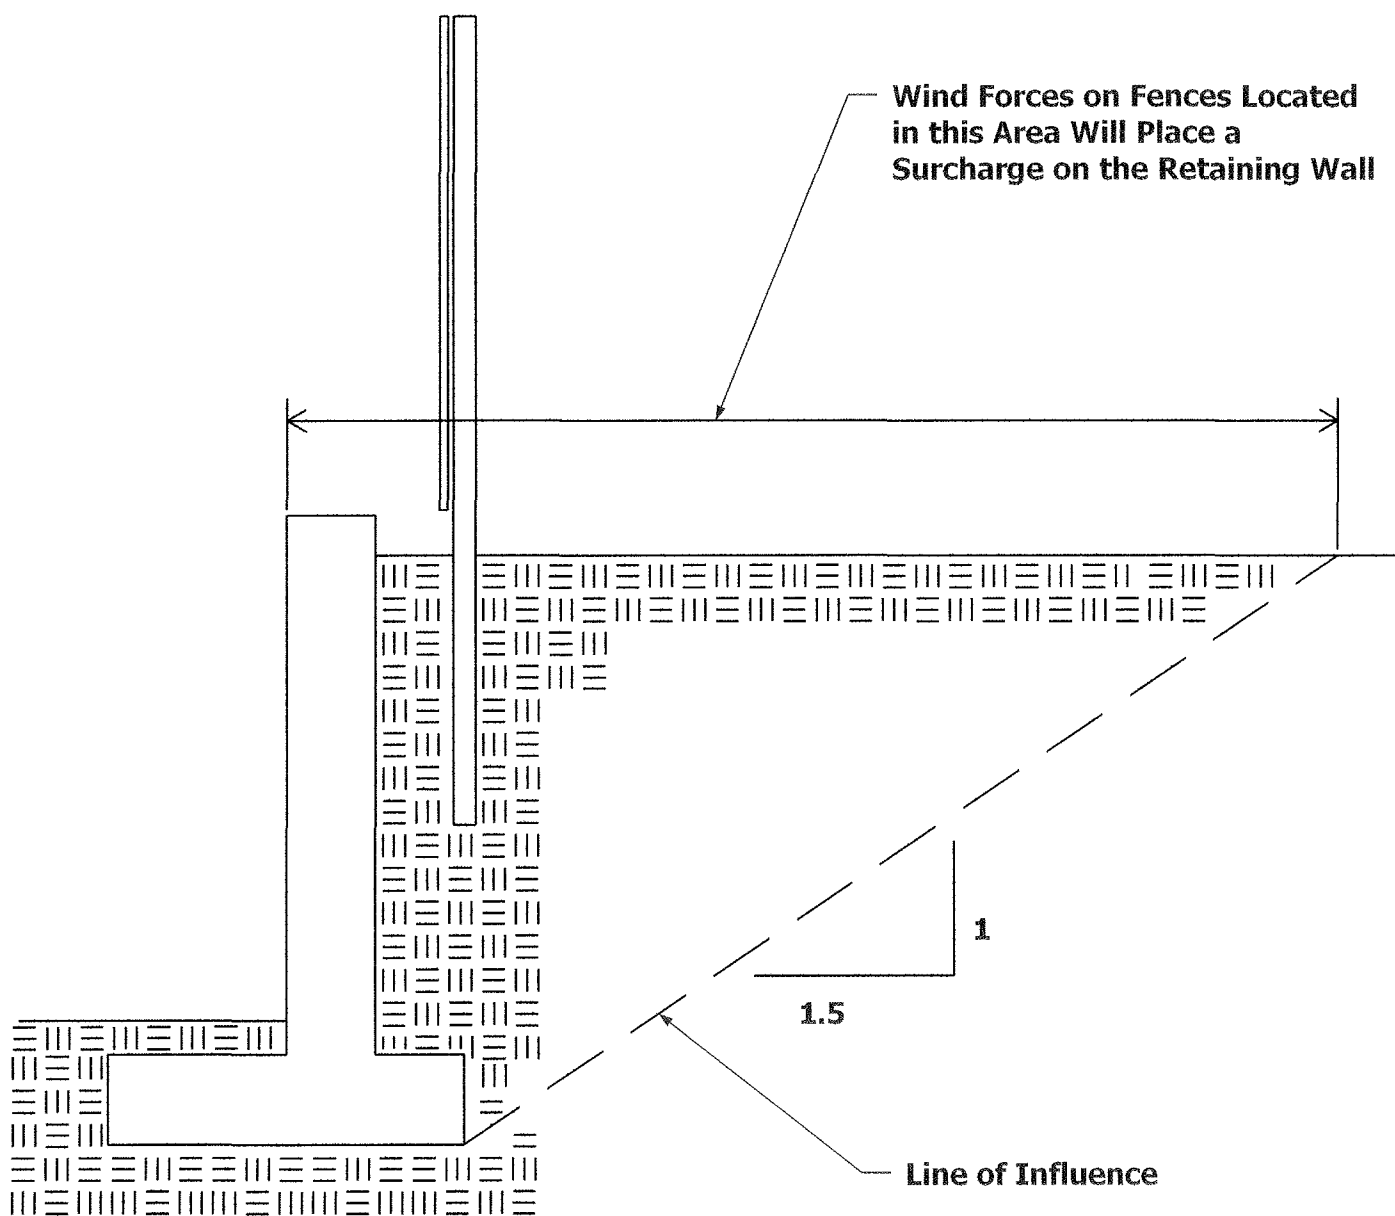 Wind Forces on Fences Located
in this Area Will Place a
Surcharge on the Retaining Wall
1
1.5
Line of Influence